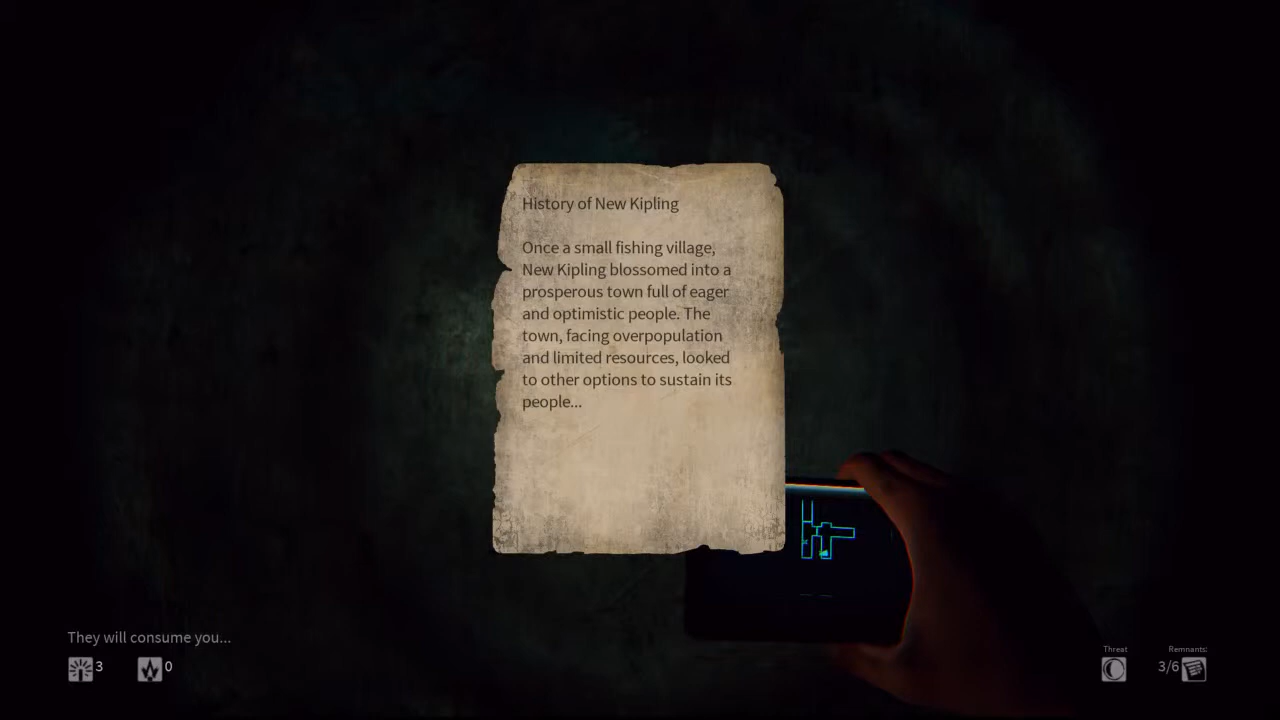 History of New Kipling
Once a small fishing village,
New Kipling blossomed into a
prosperous town full of eager
and optimistic people. The
town, facing overpopulation
and limited resources, looked
to other options to sustain its
people...
They will consume you...
3
0
Threat
Remnants:
3/6